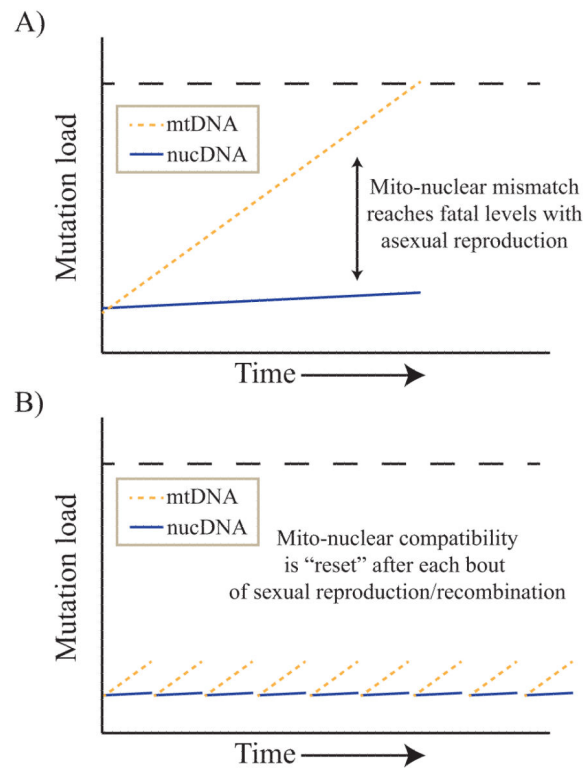 A)
Mutation load
mtDNA
nucDNA
Mito-nuclear mismatch
reaches fatal levels with
asexual reproduction
Time
B)
Mutation load
mtDNA
nucDNA
Mito-nuclear compatibility
is “reset” after each bout
of sexual reproduction/recombination
Time